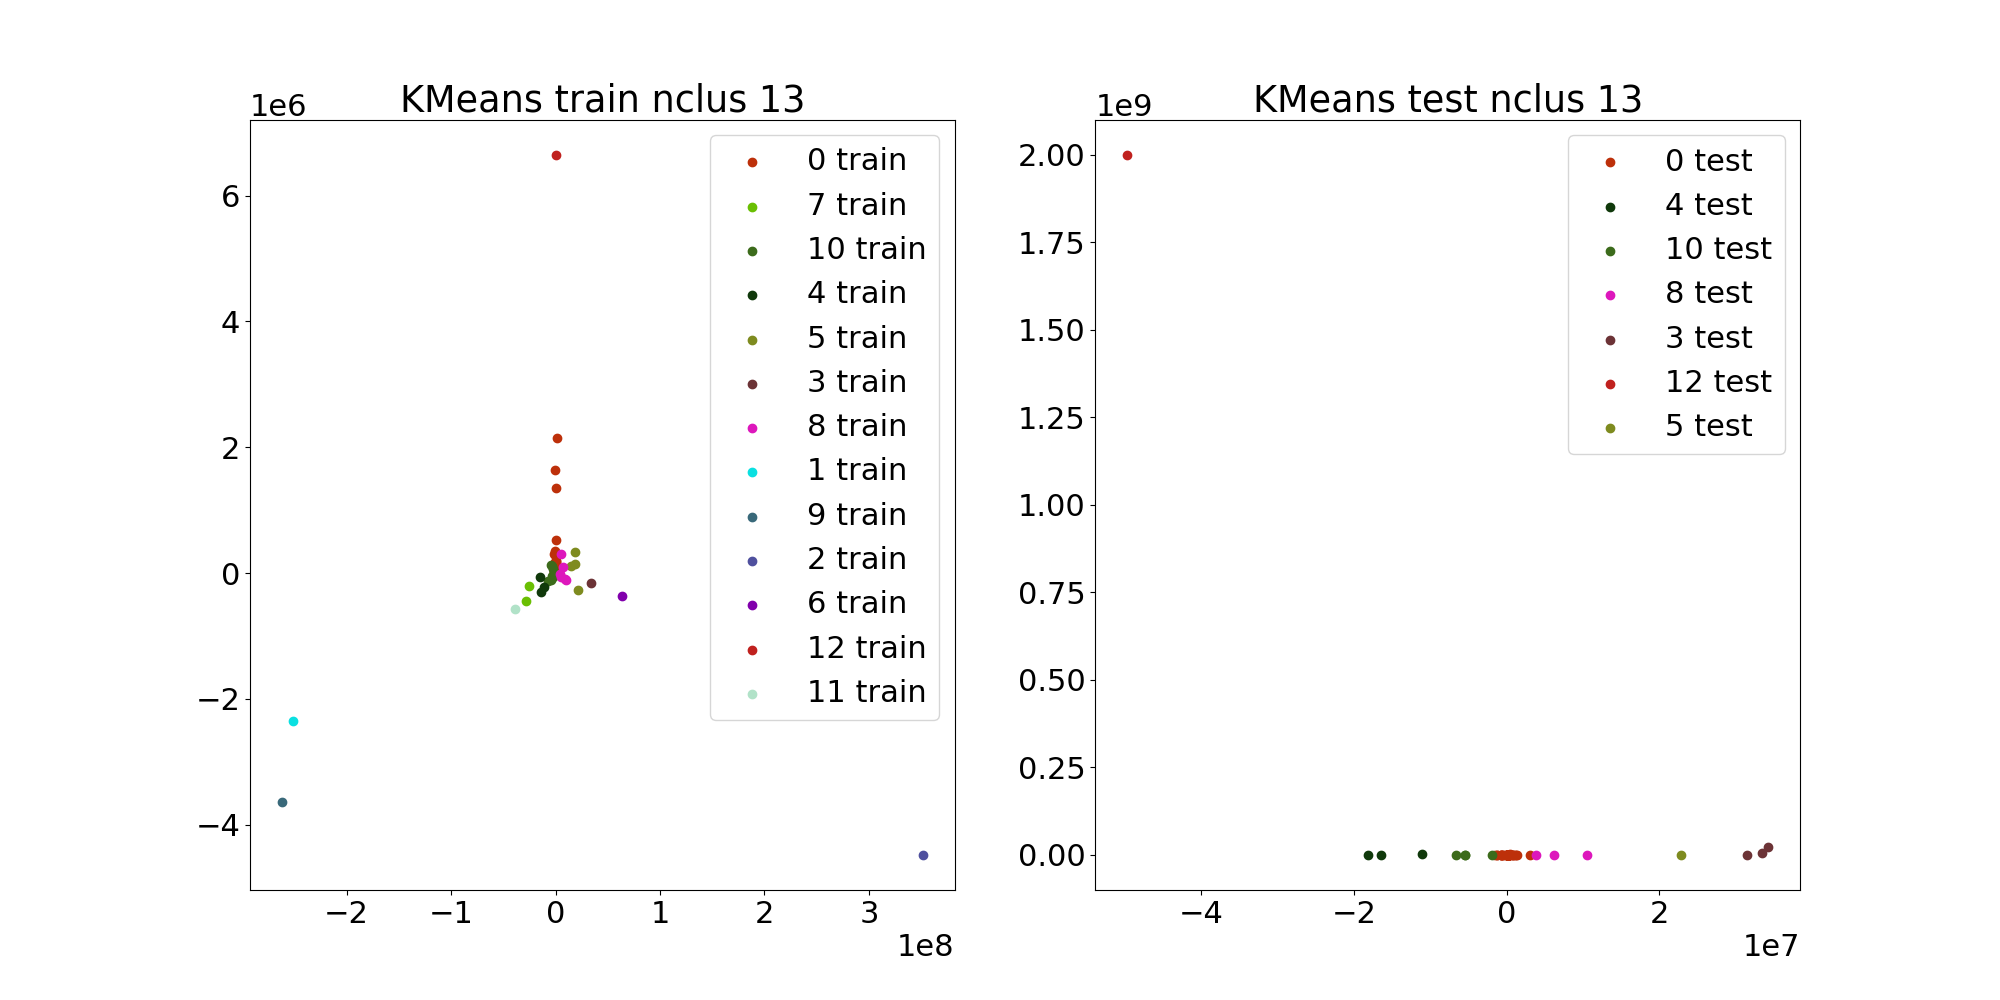 KMeans train nclus 13
1e6
6
4
2
0
−2
−4
−2
−1
0
1
2
3
1e8
0 train
7 train
10 train
4 train
5 train
3 train
8 train
1 train
9 train
2 train
6 train
12 train
11 train
KMeans test nclus 13
1e9
2.00
1.75
1.50
1.25
1.00
0.75
0.50
0.25
0.00
−4
−2
0
2
1e7
0 test
4 test
10 test
8 test
3 test
12 test
5 test